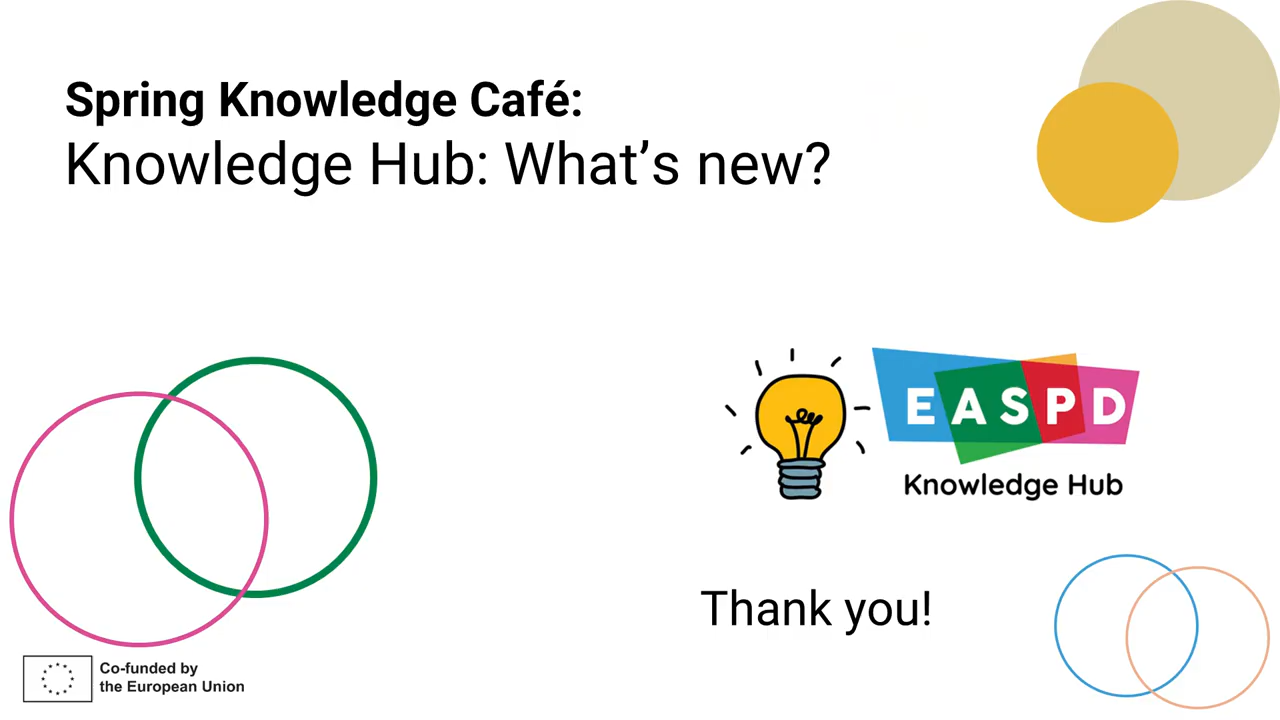 Spring Knowledge Café:
Knowledge Hub: What’s new?
EASPD
Knowledge Hub
Thank you!
Co-funded by
the European Union